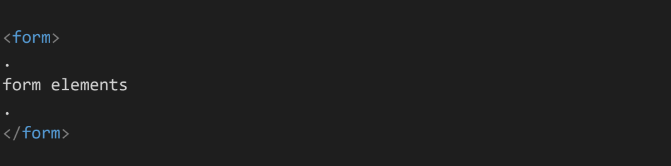 <form>
.
form elements
.
</form>